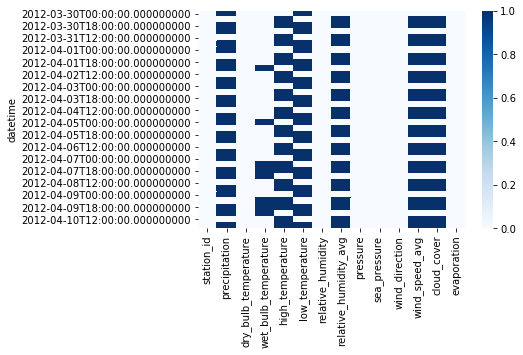 2012-03-30T00:00:00.000000000
2012-03-30T18:00:00.000000000
2012-03-31T12:00:00.000000000
2012-04-01T00:00:00.000000000
2012-04-01T18:00:00.000000000
2012-04-02T12:00:00.000000000
2012-04-03T00:00:00.000000000
2012-04-03T18:00:00.000000000
2012-04-04T12:00:00.000000000
2012-04-05T00:00:00.000000000
2012-04-05T18:00:00.000000000
2012-04-06T12:00:00.000000000
2012-04-07T00:00:00.000000000
2012-04-07T18:00:00.000000000
2012-04-08T12:00:00.000000000
2012-04-09T00:00:00.000000000
2012-04-09T18:00:00.000000000
2012-04-10T12:00:00.000000000
datetime
station_id
precipitation
dry_bulb_temperature
wet_bulb_temperature
high_temperature
low_temperature
relative_humidity
relative_humidity_avg
pressure
sea_pressure
wind_direction
wind_speed_avg
cloud_cover
evaporation
1.0
0.8
0.6
0.4
0.2
0.0